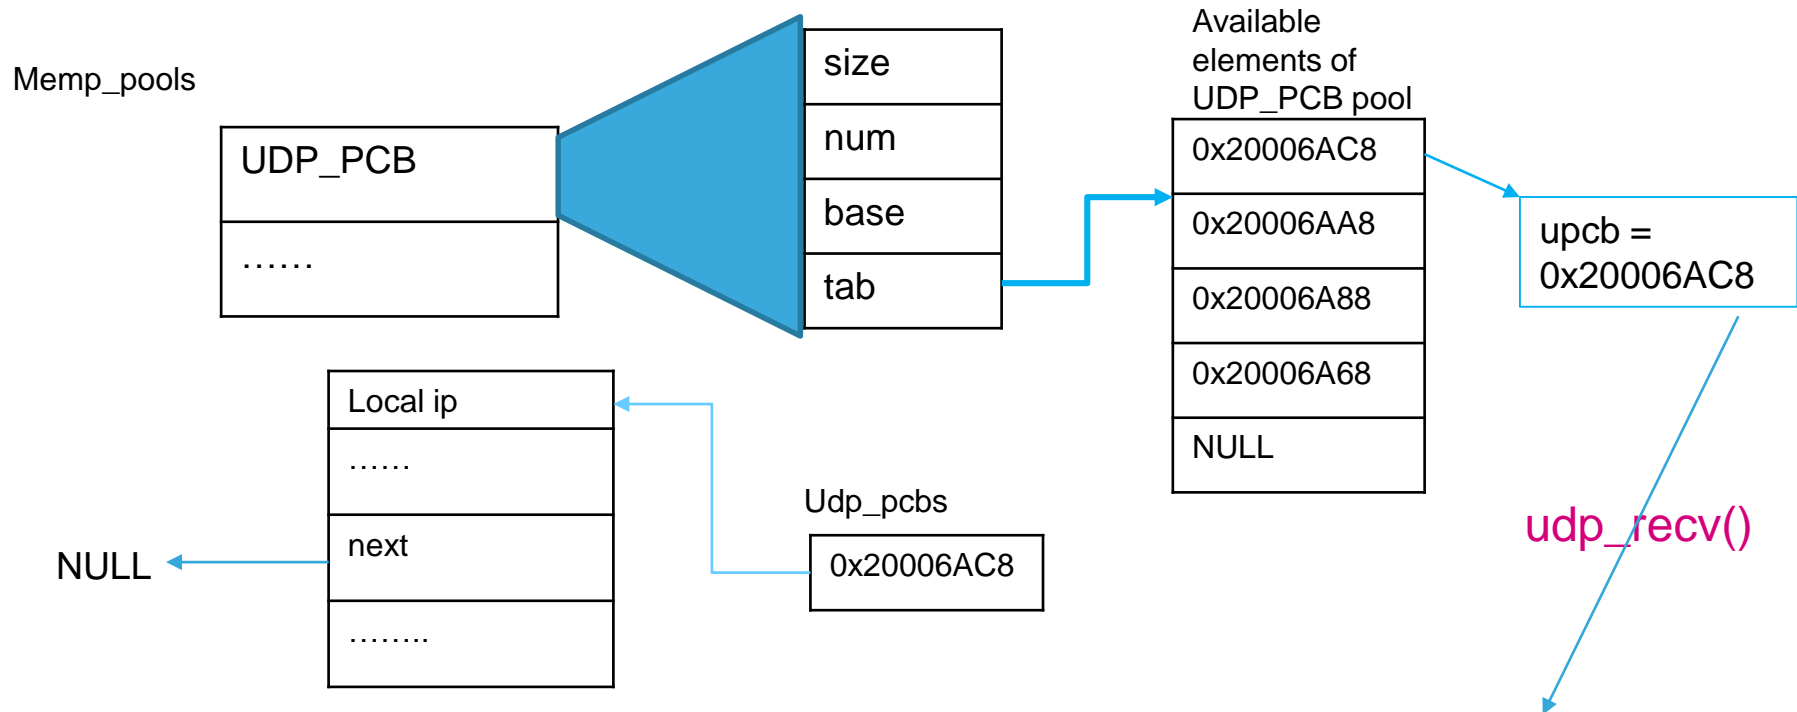 Memp_pools
UDP_PCB
……
size
num
base
tab
Available
elements of
UDP_PCB pool
0x20006AC8
0x20006AA8
0x20006A88
0x20006A68
NULL
upcb =
0x20006AC8
Local ip
……
next
……..
NULL
Udp_pcbs
0x20006AC8
udp_recv()